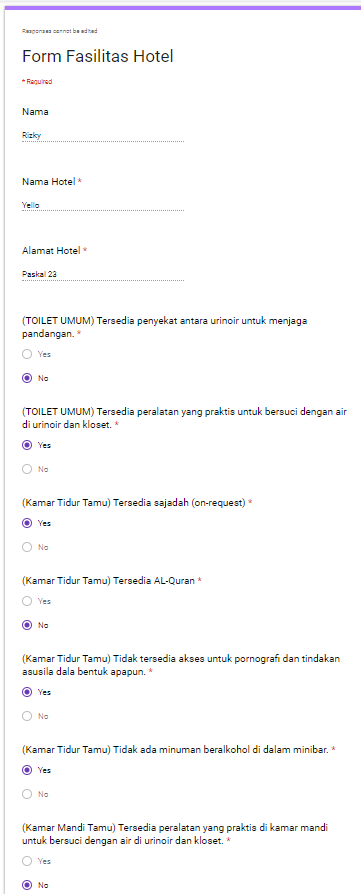 Responses cannot be edited
Form Fasilitas Hotel
* Required
Nama
Rizky
Nama Hotel *
Yello
Alamat Hotel *
Paskal 23
(TOILET UMUM) Tersedia penyekat antara urinoir untuk menjaga
pandangan. *
Yes
No
(TOILET UMUM) Tersedia peralatan yang praktis untuk bersuci dengan air
di urinoir dan kloset. *
Yes
No
(Kamar Tidur Tamu) Tersedia sajadah (on-request) *
Yes
No
(Kamar Tidur Tamu) Tersedia AL-Quran *
Yes
No
(Kamar Tidur Tamu) Tidak tersedia akses untuk pornografi dan tindakan
asusila dala bentuk apapun. *
Yes
No
(Kamar Tidur Tamu) Tidak ada minuman beralkohol di dalam minibar. *
Yes
No
(Kamar Mandi Tamu) Tersedia peralatan yang praktis di kamar mandi
untuk bersuci dengan air di urinoir dan kloset. *
Yes
No